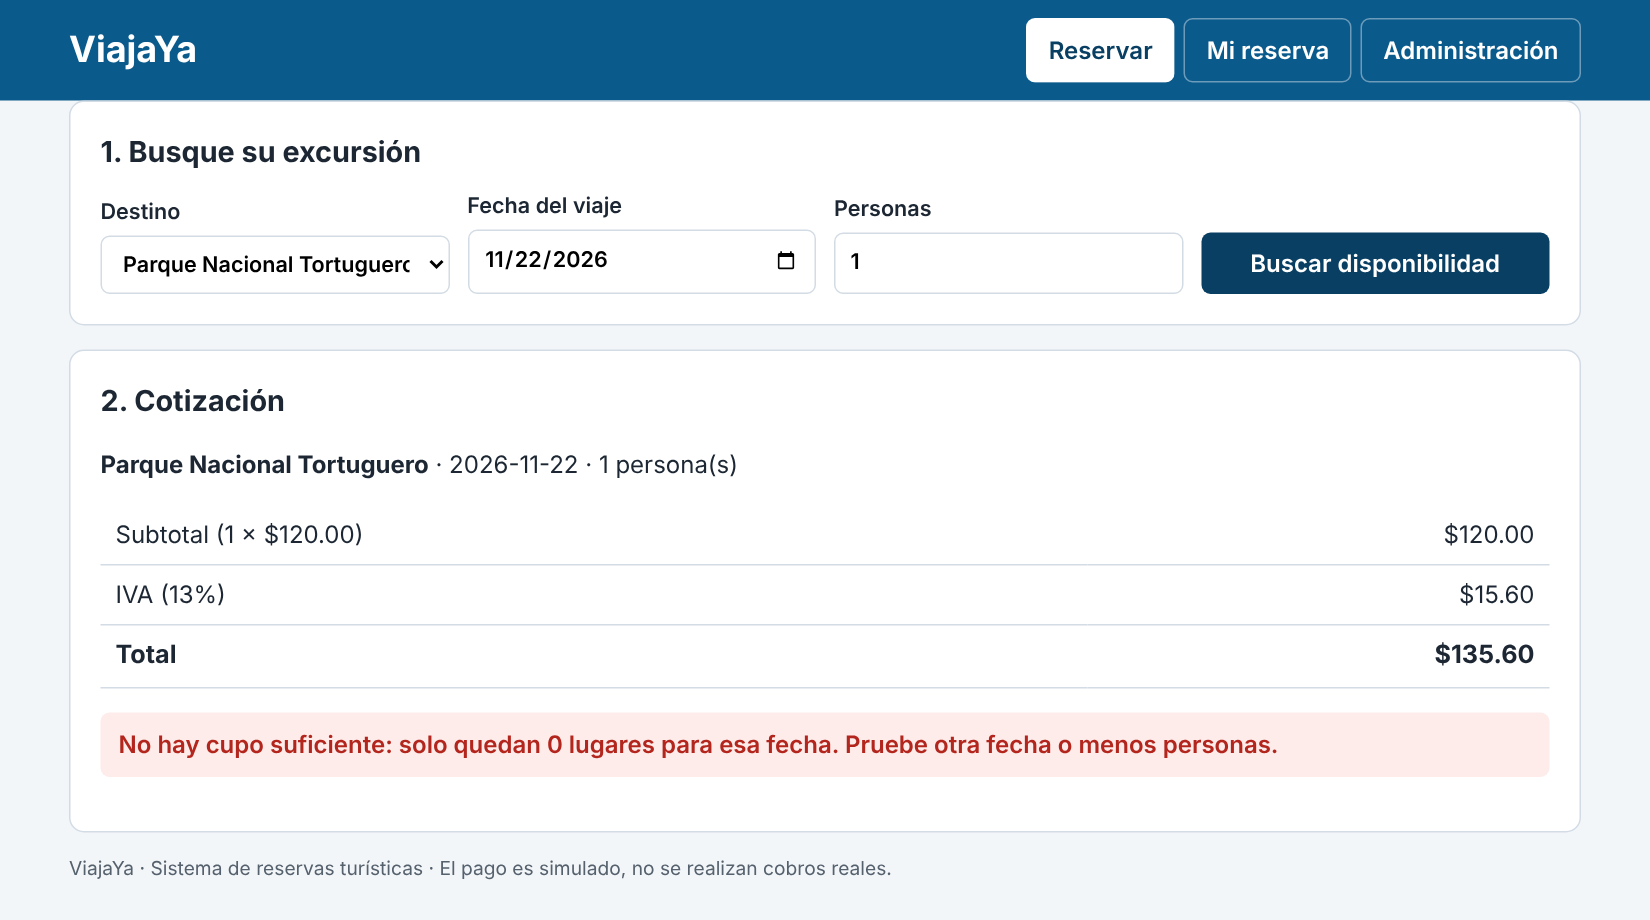 ViajaYa
Reservar
Mi reserva
Administración
1. Busque su excursión
Destino
Fecha del viaje
Personas
Parque Nacional Tortuguero
11/22/2026
1
Buscar disponibilidad
2. Cotización
Parque Nacional Tortuguero · 2026-11-22 · 1 persona(s)
Subtotal (1 × $120.00) $120.00
IVA (13%) $15.60
Total $135.60
No hay cupo suficiente: solo quedan 0 lugares para esa fecha. Pruebe otra fecha o menos personas.
ViajaYa · Sistema de reservas turísticas · El pago es simulado, no se realizan cobros reales.